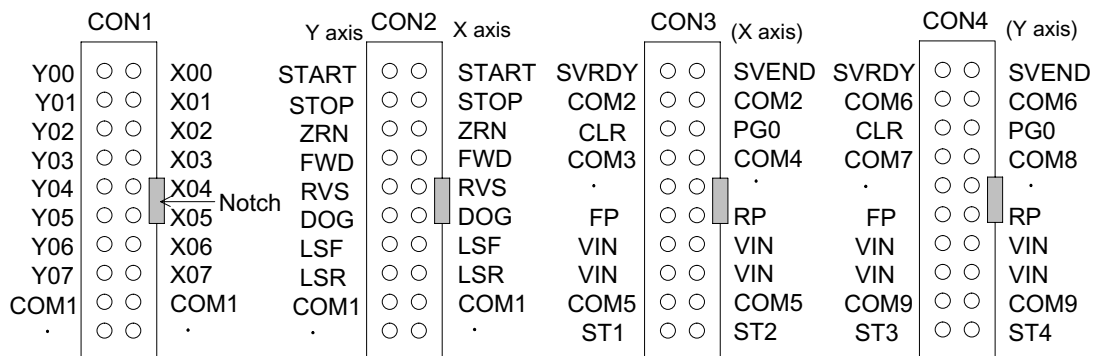 CON1 Y axis CON2 X axis CON3 (X axis) CON4 (Y axis)
Y00 X00 START START SVRDY SVEND SVRDY SVEND
Y01 X01 STOP STOP COM2 COM2 COM6 COM6
Y02 X02 ZRN ZRN CLR PG0 CLR PG0
Y03 X03 FWD FWD COM3 COM4 COM7 COM8
Y04 X04 RVS RVS · · · ·
Notch
Y05 X05 DOG DOG FP RP FP RP
Y06 X06 LSF LSF VIN VIN VIN VIN
Y07 X07 LSR LSR VIN VIN VIN VIN
COM1 COM1 COM1 COM1 COM5 COM5 COM9 COM9
· · · · ST1 ST2 ST3 ST4